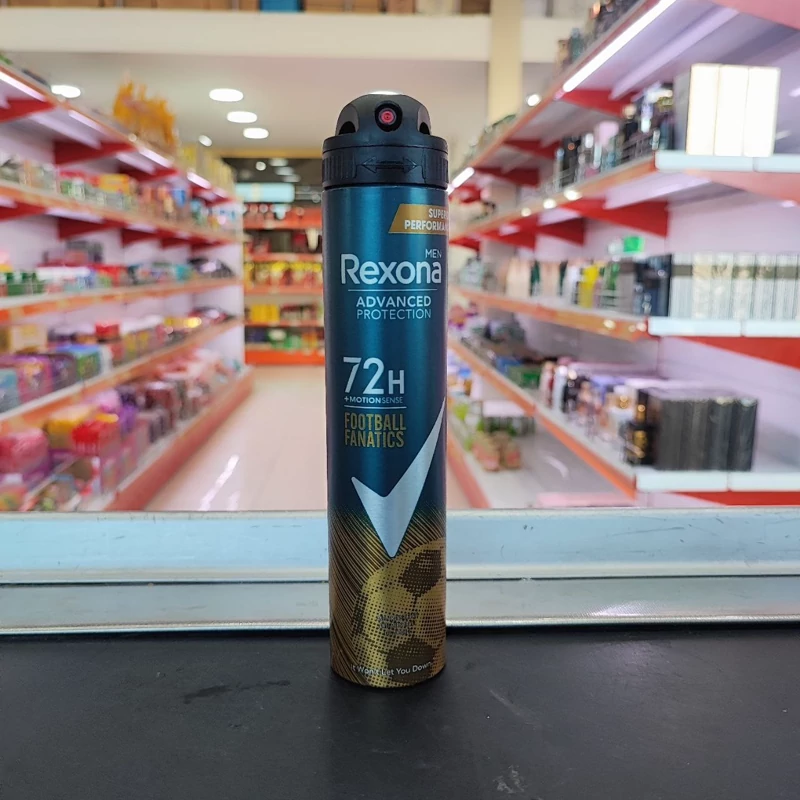 SUPER
PERFORMA
MEN
Rexona
ADVANCED
PROTECTION
72H
+MOTIONSENSE
FOOTBALL
FANATICS
It Won't Let You Down